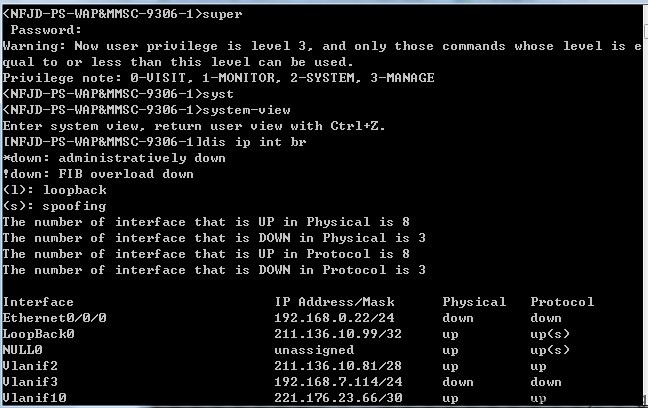 <NFJD-PS-WAP&MMSC-9306-1>super
Password:
Warning: Now user privilege is level 3, and only those commands whose level is e
qual to or less than this level can be used.
Privilege note: 0-VISIT, 1-MONITOR, 2-SYSTEM, 3-MANAGE
<NFJD-PS-WAP&MMSC-9306-1>syst
<NFJD-PS-WAP&MMSC-9306-1>system-view
Enter system view, return user view with Ctrl+Z.
[NFJD-PS-WAP&MMSC-9306-1]dis ip int br
*down: administratively down
!down: FIB overload down
(l): loopback
(s): spoofing
The number of interface that is UP in Physical is 8
The number of interface that is DOWN in Physical is 3
The number of interface that is UP in Protocol is 8
The number of interface that is DOWN in Protocol is 3
Interface IP Address/Mask Physical Protocol
Ethernet0/0/0 192.168.0.22/24 down down
LoopBack0 211.136.10.99/32 up up(s)
NULL0 unassigned up up(s)
Vlanif2 211.136.10.81/28 up up
Vlanif3 192.168.7.114/24 down down
Vlanif10 221.176.23.66/30 up up